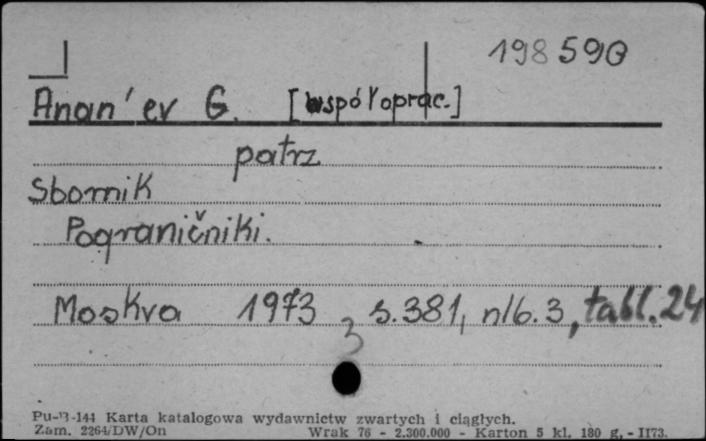 198590
Anan'ev G. [współoprac.]
patrz
Sbornik
Pograničniki.
Moskva 1973 s. 381, nlb. 3, tabl. 24
3
Pu-B-144 Karta katalogowa wydawnictw zwartych i ciągłych.
Zam. 2264/DW/On Wrak 76 - 2.300.000 - Karton 5 kl. 180 g. - II73.